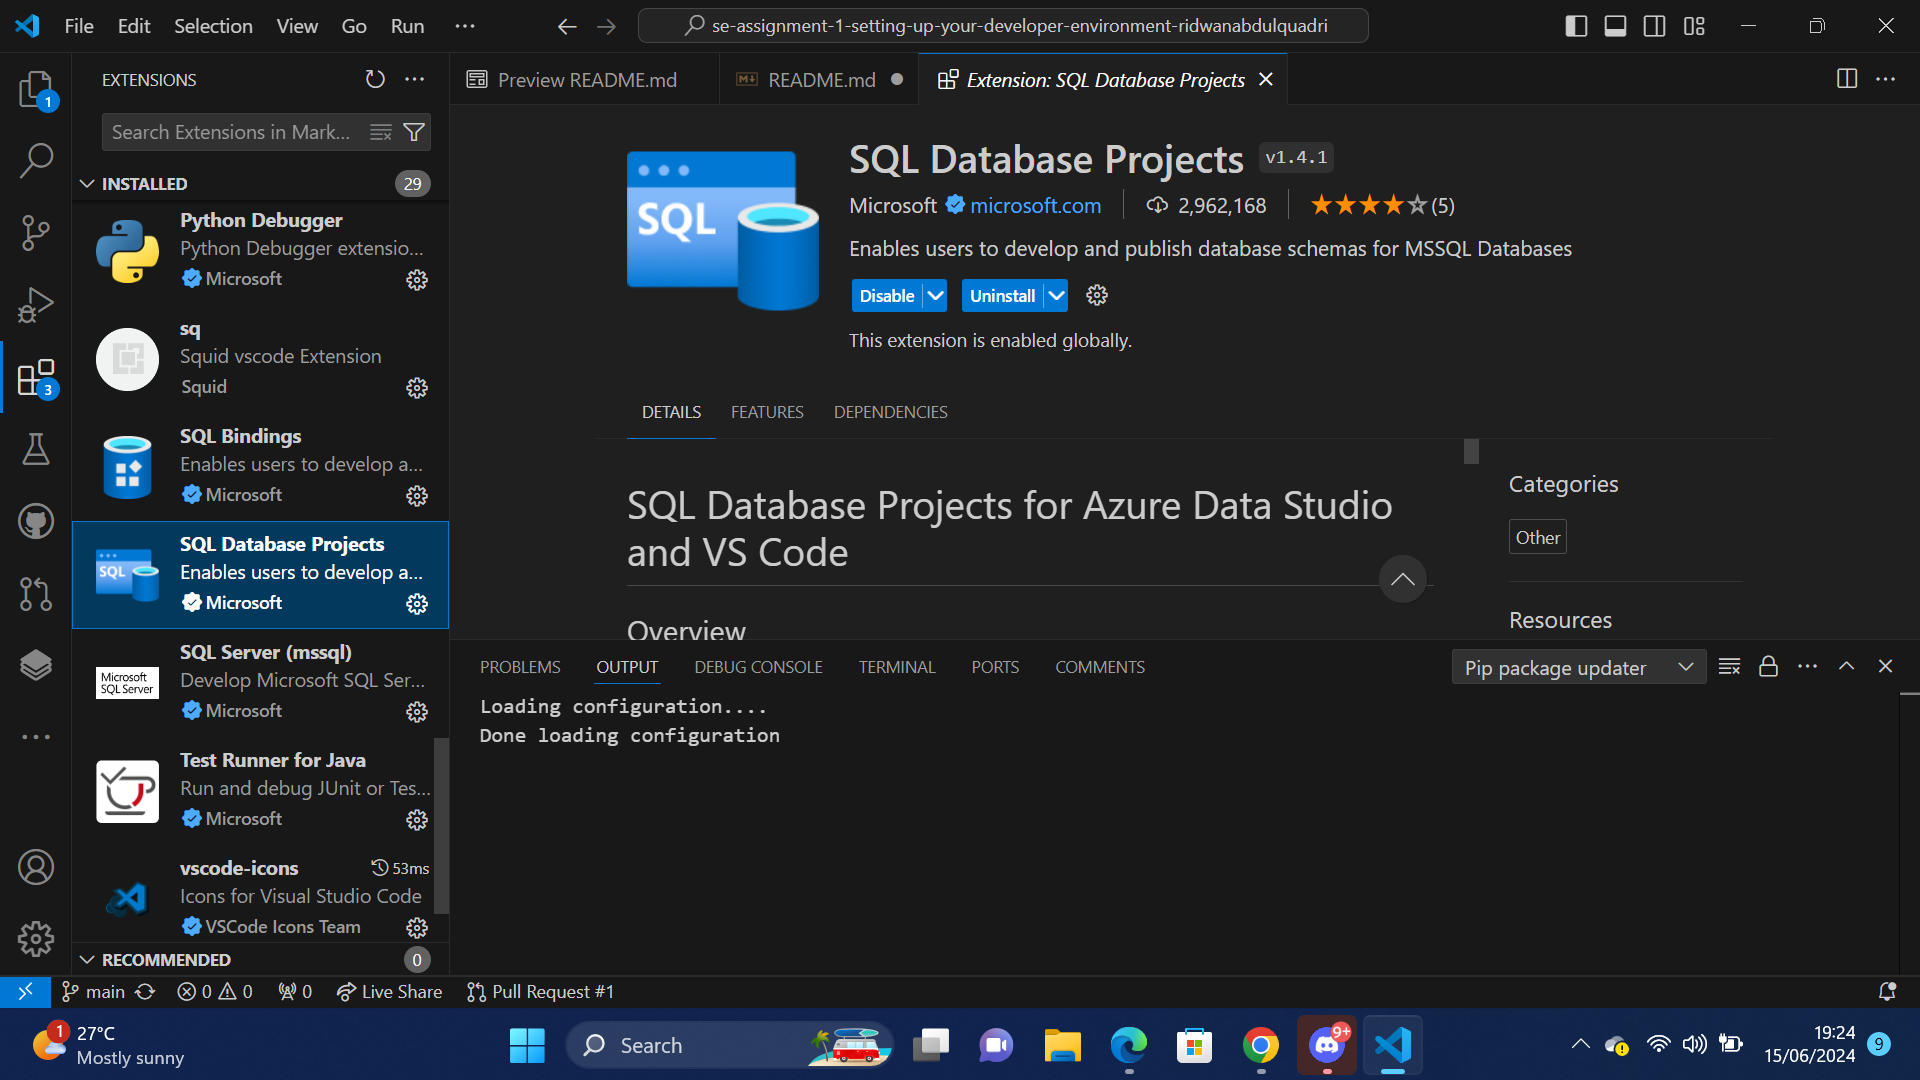 File Edit Selection View Go Run ...
se-assignment-1-setting-up-your-developer-environment-ridwanabdulquadri
EXTENSIONS
Preview README.md
README.md
Extension: SQL Database Projects
1
Search Extensions in Mark...
INSTALLED 29
Python Debugger
Python Debugger extensio...
Microsoft
sq
Squid vscode Extension
Squid
3
SQL Bindings
Enables users to develop a...
Microsoft
SQL
SQL Database Projects
Enables users to develop a...
Microsoft
Microsoft
SQL Server
SQL Server (mssql)
Develop Microsoft SQL Ser...
Microsoft
Test Runner for Java
Run and debug JUnit or Tes...
Microsoft
vscode-icons 53ms
Icons for Visual Studio Code
VSCode Icons Team
RECOMMENDED 0
SQL
SQL Database Projects v1.4.1
Microsoft microsoft.com 2,962,168 (5)
Enables users to develop and publish database schemas for MSSQL Databases
Disable Uninstall
This extension is enabled globally.
DETAILS FEATURES DEPENDENCIES
SQL Database Projects for Azure Data Studio
and VS Code
Overview
Categories
Other
Resources
PROBLEMS OUTPUT DEBUG CONSOLE TERMINAL PORTS COMMENTS
Pip package updater
Loading configuration....
Done loading configuration
main 0 0 0 Live Share Pull Request #1
1
27°C
Mostly sunny
Search
9+
19:24
15/06/2024
9